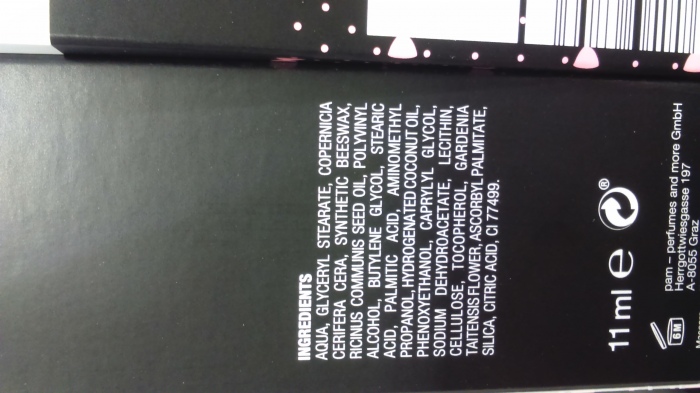 INGREDIENTS
AQUA, GLYCERYL STEARATE, COPERNICIA
CERIFERA CERA, SYNTHETIC BEESWAX,
RICINUS COMMUNIS SEED OIL, POLYVINYL
ALCOHOL, BUTYLENE GLYCOL, STEARIC
ACID, PALMITIC ACID, AMINOMETHYL
PROPANOL, HYDROGENATED COCONUT OIL,
PHENOXYETHANOL, CAPRYLYL GLYCOL,
SODIUM DEHYDROACETATE, LECITHIN,
CELLULOSE, TOCOPHEROL, GARDENIA
TAITENSIS FLOWER, ASCORBYL PALMITATE,
SILICA, CITRIC ACID, CI 77499.
11 ml e ®
6 M
pam – perfumes and more GmbH
Herrgottwiesgasse 197
A-8055 Graz